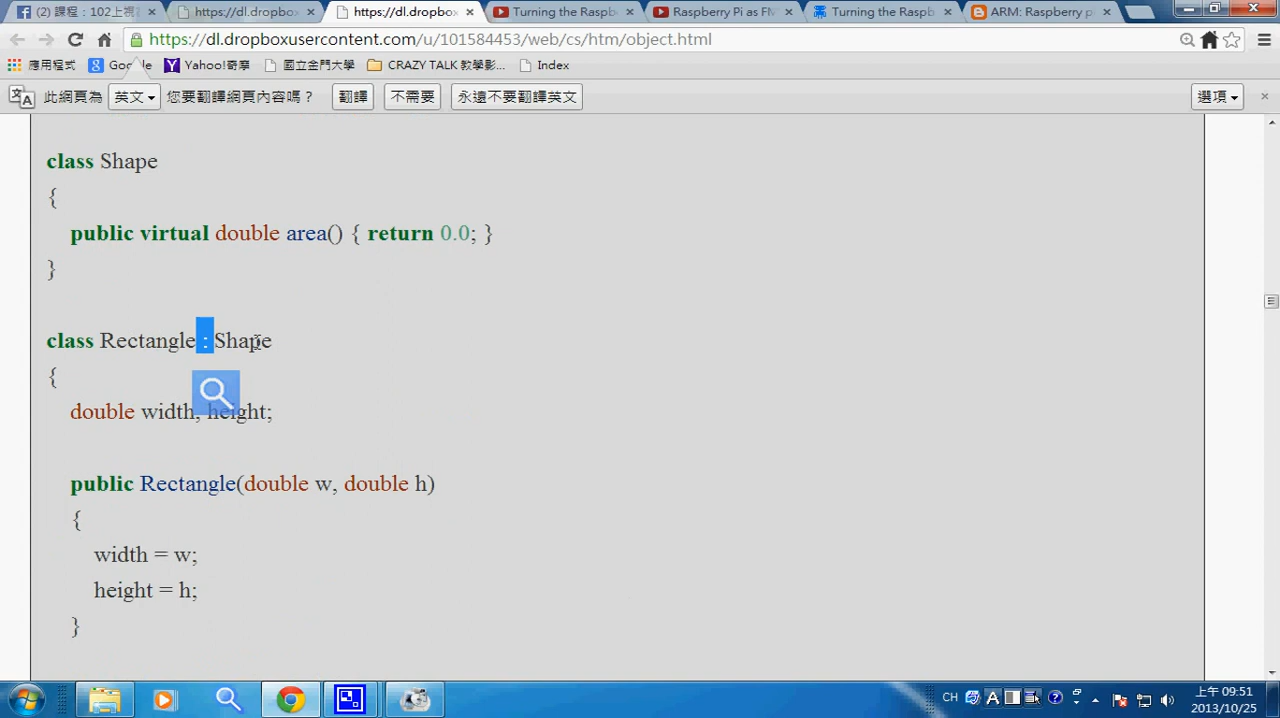 (2) 課程：102上視
https://dl.dropbox
https://dl.dropbox
Turning the Raspb
Raspberry Pi as FM
Turning the Raspb
ARM: Raspberry p
https://dl.dropboxusercontent.com/u/101584453/web/cs/htm/object.html
應用程式 Google Yahoo!奇摩 國立金門大學 CRAZY TALK 教學影... Index
此網頁為 英文 您要翻譯網頁內容嗎？ 翻譯 不需要 永遠不要翻譯英文 選項
class Shape
{
public virtual double area() { return 0.0; }
}
class Rectangle : Shape
{
double width, height;
public Rectangle(double w, double h)
{
width = w;
height = h;
}
CH A
上午 09:51
2013/10/25